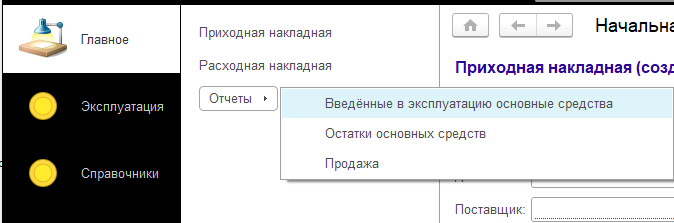 Главное
Эксплуатация
Справочники
Приходная накладная
Расходная накладная
Отчеты
Введённые в эксплуатацию основные средства
Остатки основных средств
Продажа
Начальна
Приходная накладная (созд
Поставщик: